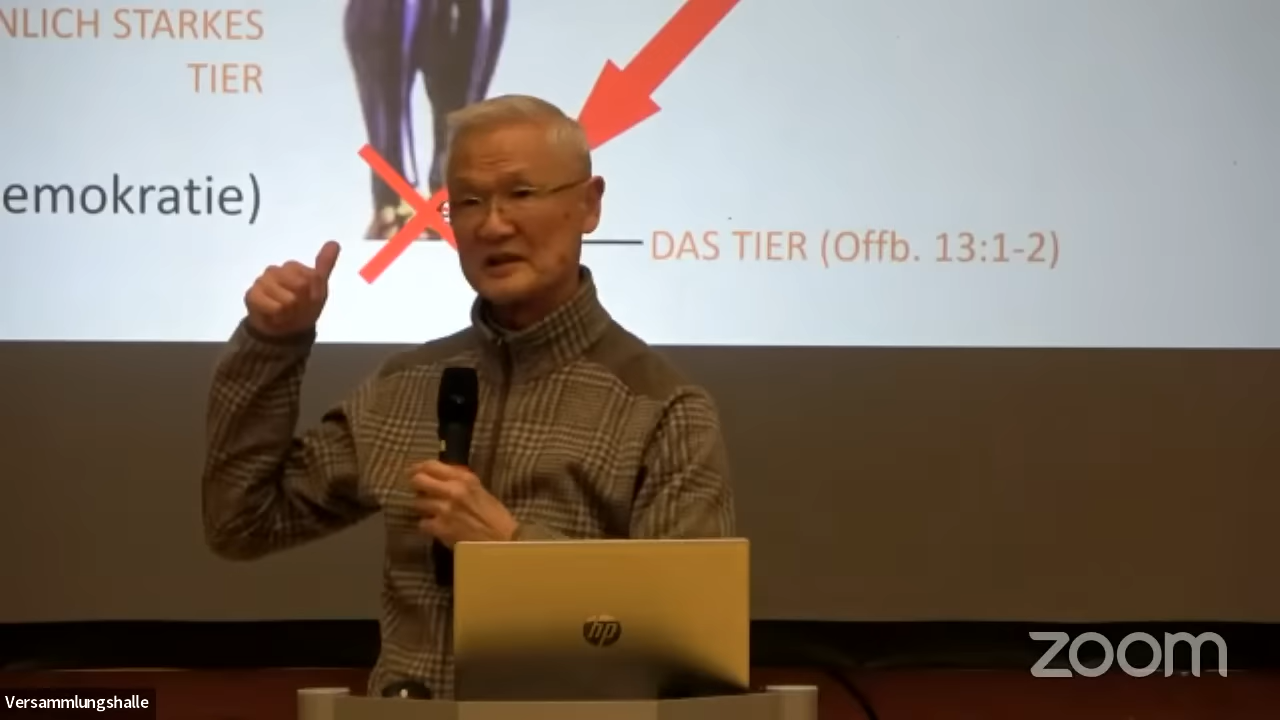 NLICH STARKES
TIER
emokratie)
DAS TIER (Offb. 13:1-2)
hp
zoom
Versammlungshalle